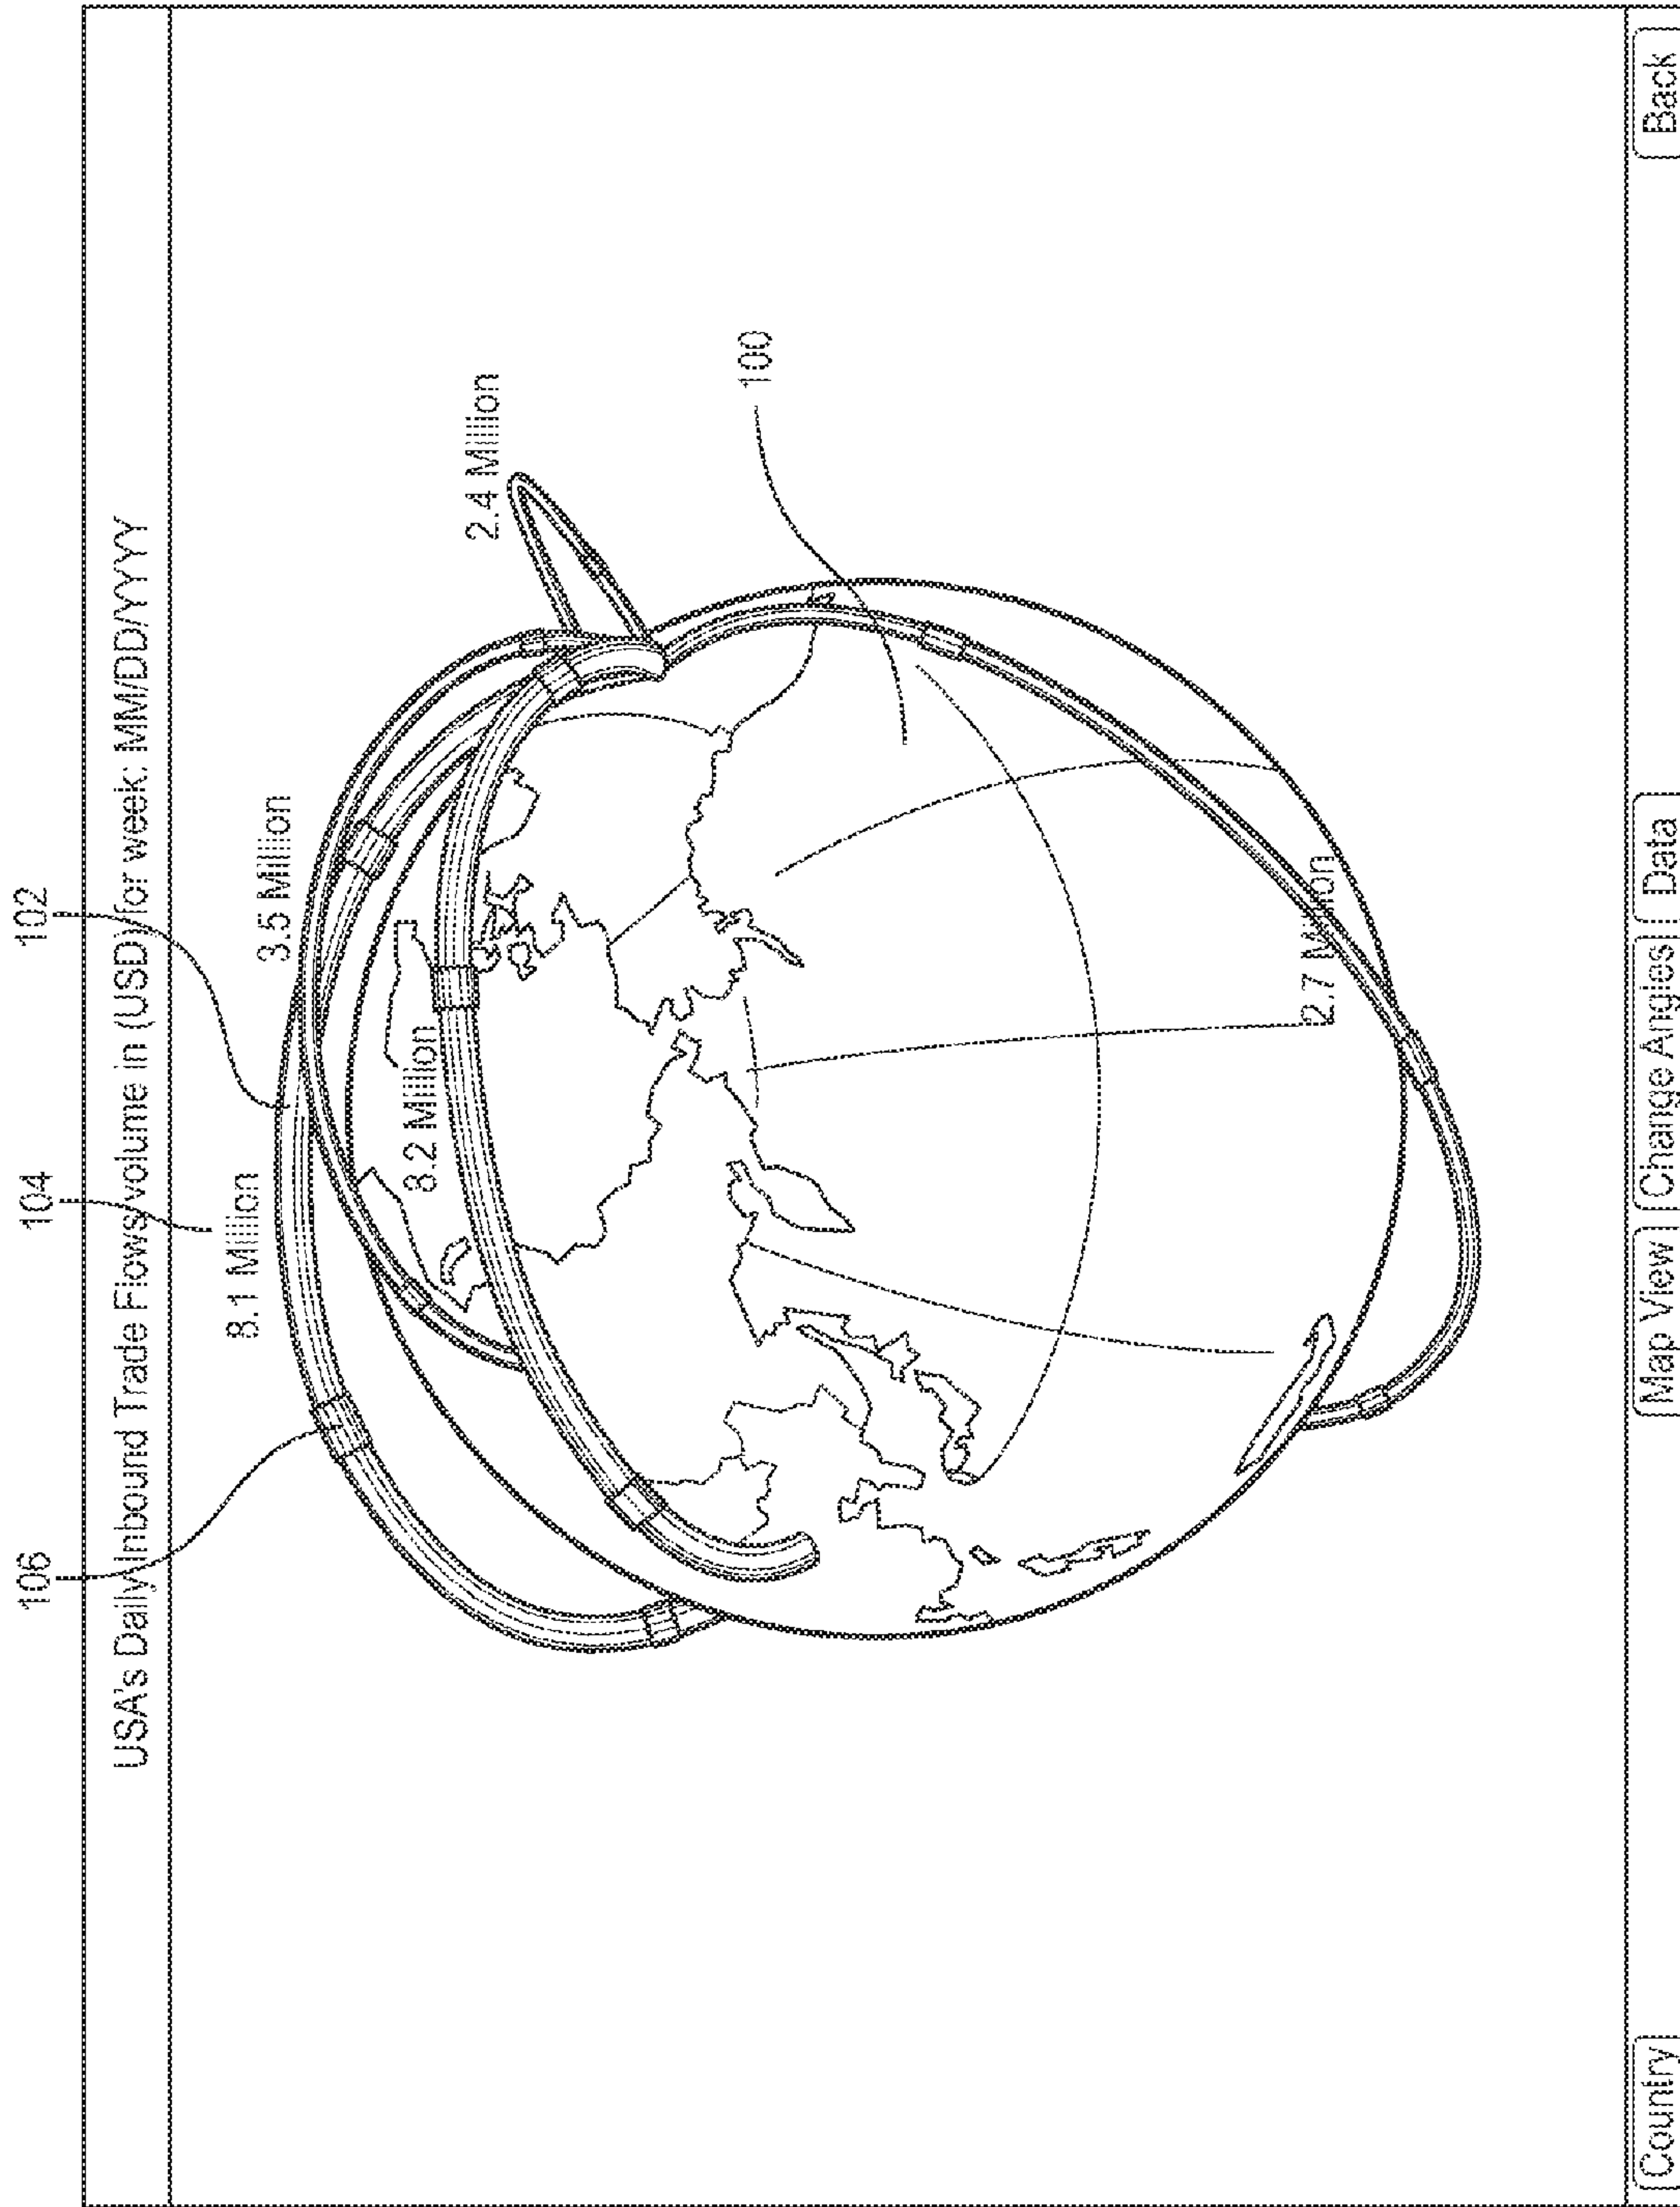 106
104
102
USA's Daily Inbound Trade Flows/volume in (USD) for week: MM/DD/YYYY
8.1 Million
3.5 Million
8.2 Million
2.4 Million
100
2.7 Million
Country
Map View
Change Angles
Data
Back